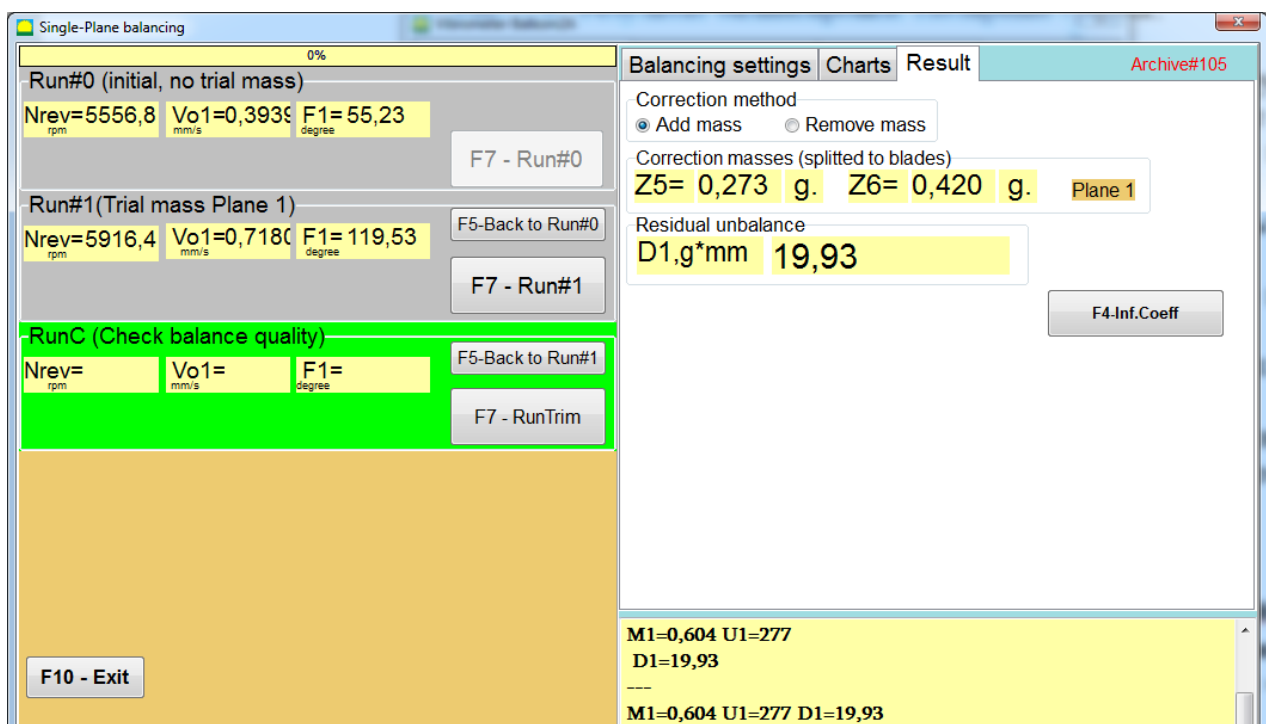 Single-Plane balancing
x
0%
Run#0 (initial, no trial mass)
Nrev=5556,8 Vo1=0,3939 F1= 55,23
rpm mm/s degree
F7 - Run#0
Run#1(Trial mass Plane 1)
Nrev=5916,4 Vo1=0,7180 F1= 119,53
rpm mm/s degree
F5-Back to Run#0
F7 - Run#1
RunC (Check balance quality)
Nrev= Vo1= F1=
rpm mm/s degree
F5-Back to Run#1
F7 - RunTrim
F10 - Exit
Balancing settings Charts Result Archive#105
Correction method
Add mass Remove mass
Correction masses (splitted to blades)
Z5= 0,273 g. Z6= 0,420 g. Plane 1
Residual unbalance
D1,g*mm 19,93
F4-Inf.Coeff
M1=0,604 U1=277
D1=19,93
---
M1=0,604 U1=277 D1=19,93